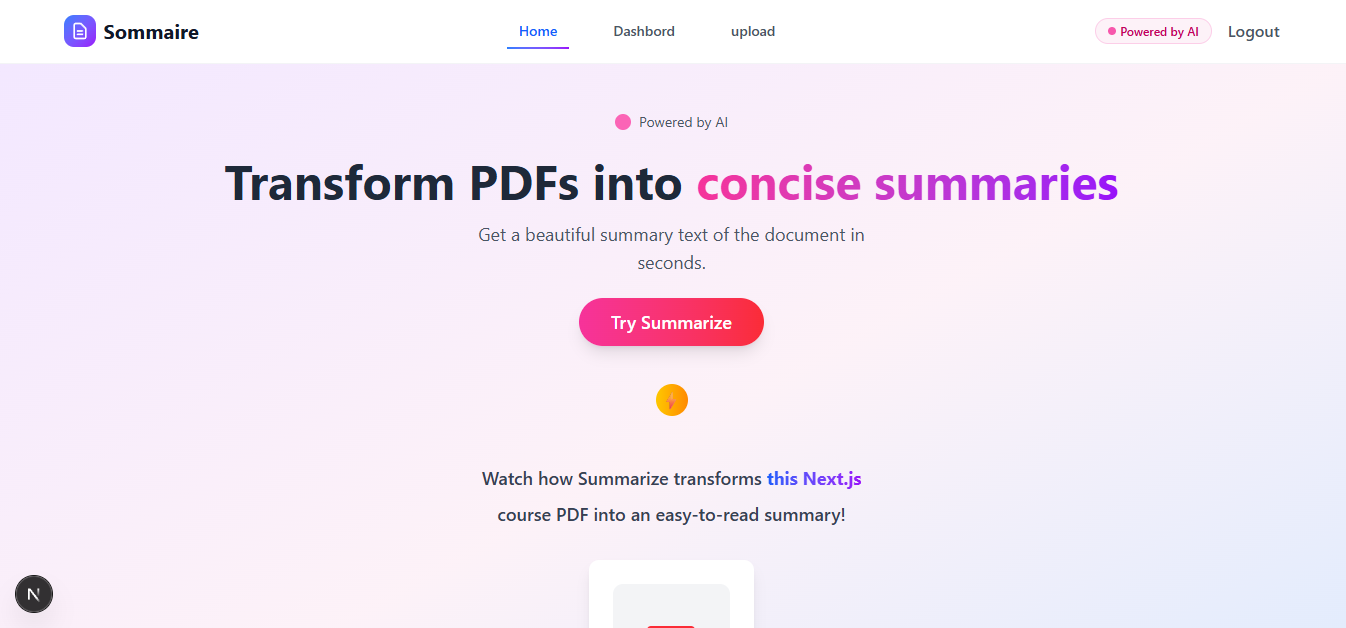 Sommaire
Home
Dashbord
upload
Powered by AI
Logout
Powered by AI
Transform PDFs into concise summaries
Get a beautiful summary text of the document in
seconds.
Try Summarize
Watch how Summarize transforms this Next.js
course PDF into an easy-to-read summary!
N